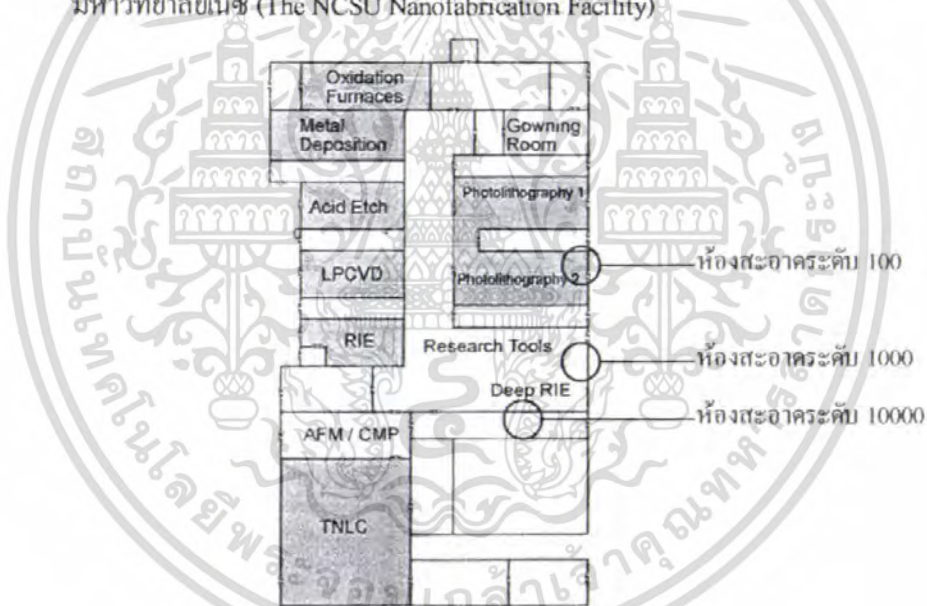 มหาวิทยาลัยเนช (The NCSU Nanofabrication Facility)
Oxidation
Furnaces
Metal
Deposition
Gowning
Room
Acid Etch
Photolithography 1
LPCVD
Photolithography 2
ห้องสะอาดระดับ 100
RIE
Research Tools
ห้องสะอาดระดับ 1000
Deep RIE
ห้องสะอาดระดับ 10000
AFM / CMP
TNLC